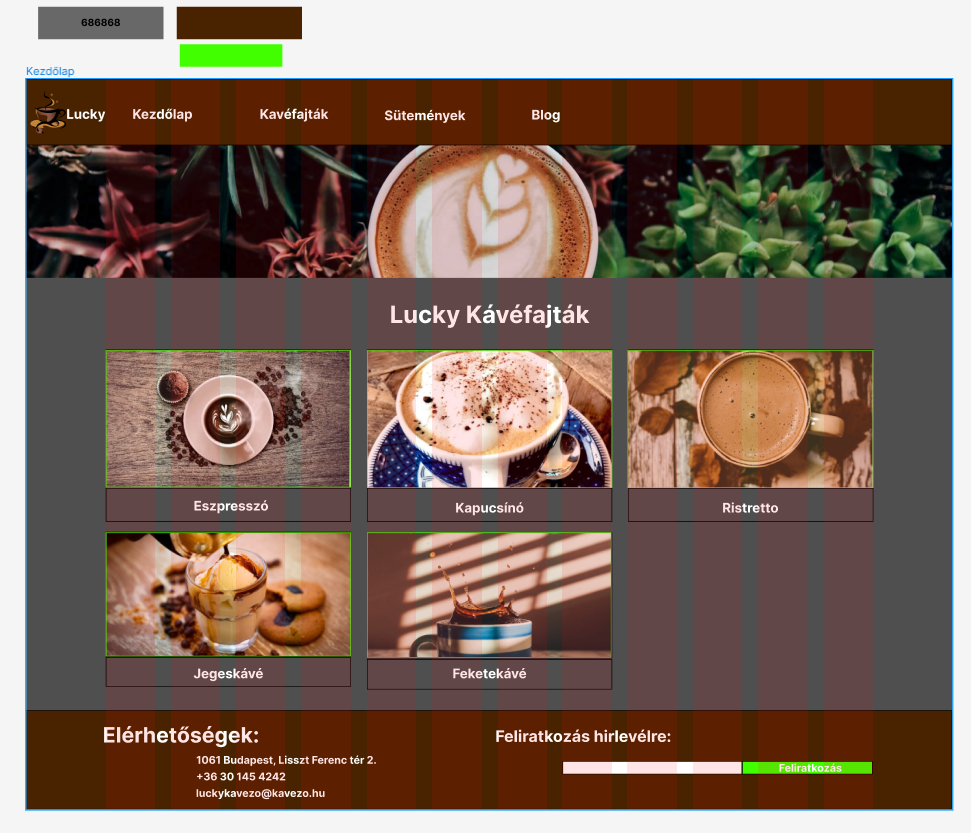 686868
Kezdőlap
Lucky Kezdőlap Kavéfajták Sütemények Blog
Lucky Kávéfajták
Eszpresszó Kapucsínó Ristretto
Jegeskávé Feketekávé
Elérhetőségek:
1061 Budapest, Lisszt Ferenc tér 2.
+36 30 145 4242
luckykavezo@kavezo.hu
Feliratkozás hirlevélre:
Feliratkozás